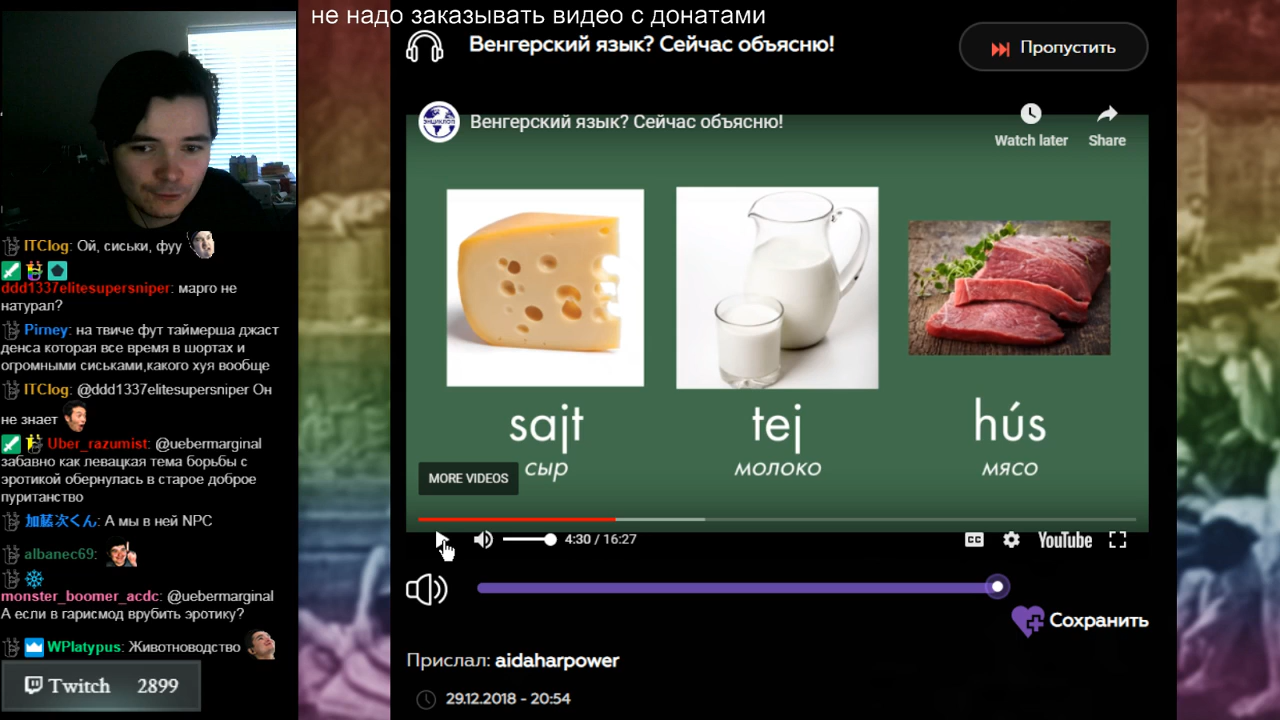 не надо заказывать видео с донатами
Венгерский язык? Сейчас объясню!
Пропустить
ЭНЦИКЛОП
Венгерский язык? Сейчас объясню!
Watch later
Share
sajt
tej
hús
сыр
молоко
мясо
MORE VIDEOS
4:30 / 16:27
CC
YouTube
Сохранить
Прислал: aidaharpower
29.12.2018 - 20:54
ITClog: Ой, сиськи, фуу
ddd1337elitesupersniper: марго не
натурал?
Pirney: на твиче фут таймерша джаст
денса которая все время в шортах и
огромными сиськами,какого хуя вообще
ITClog: @ddd1337elitesupersniper Он
не знает
Uber_razumist: @uebermarginal
забавно как левацкая тема борьбы с
эротикой обернулась в старое доброе
пуританство
加藤次くん: А мы в ней NPC
albanec69:
monster_boomer_acdc: @uebermarginal
А если в гарисмод врубить эротику?
WPlatypus: Животноводство
Twitch 2899